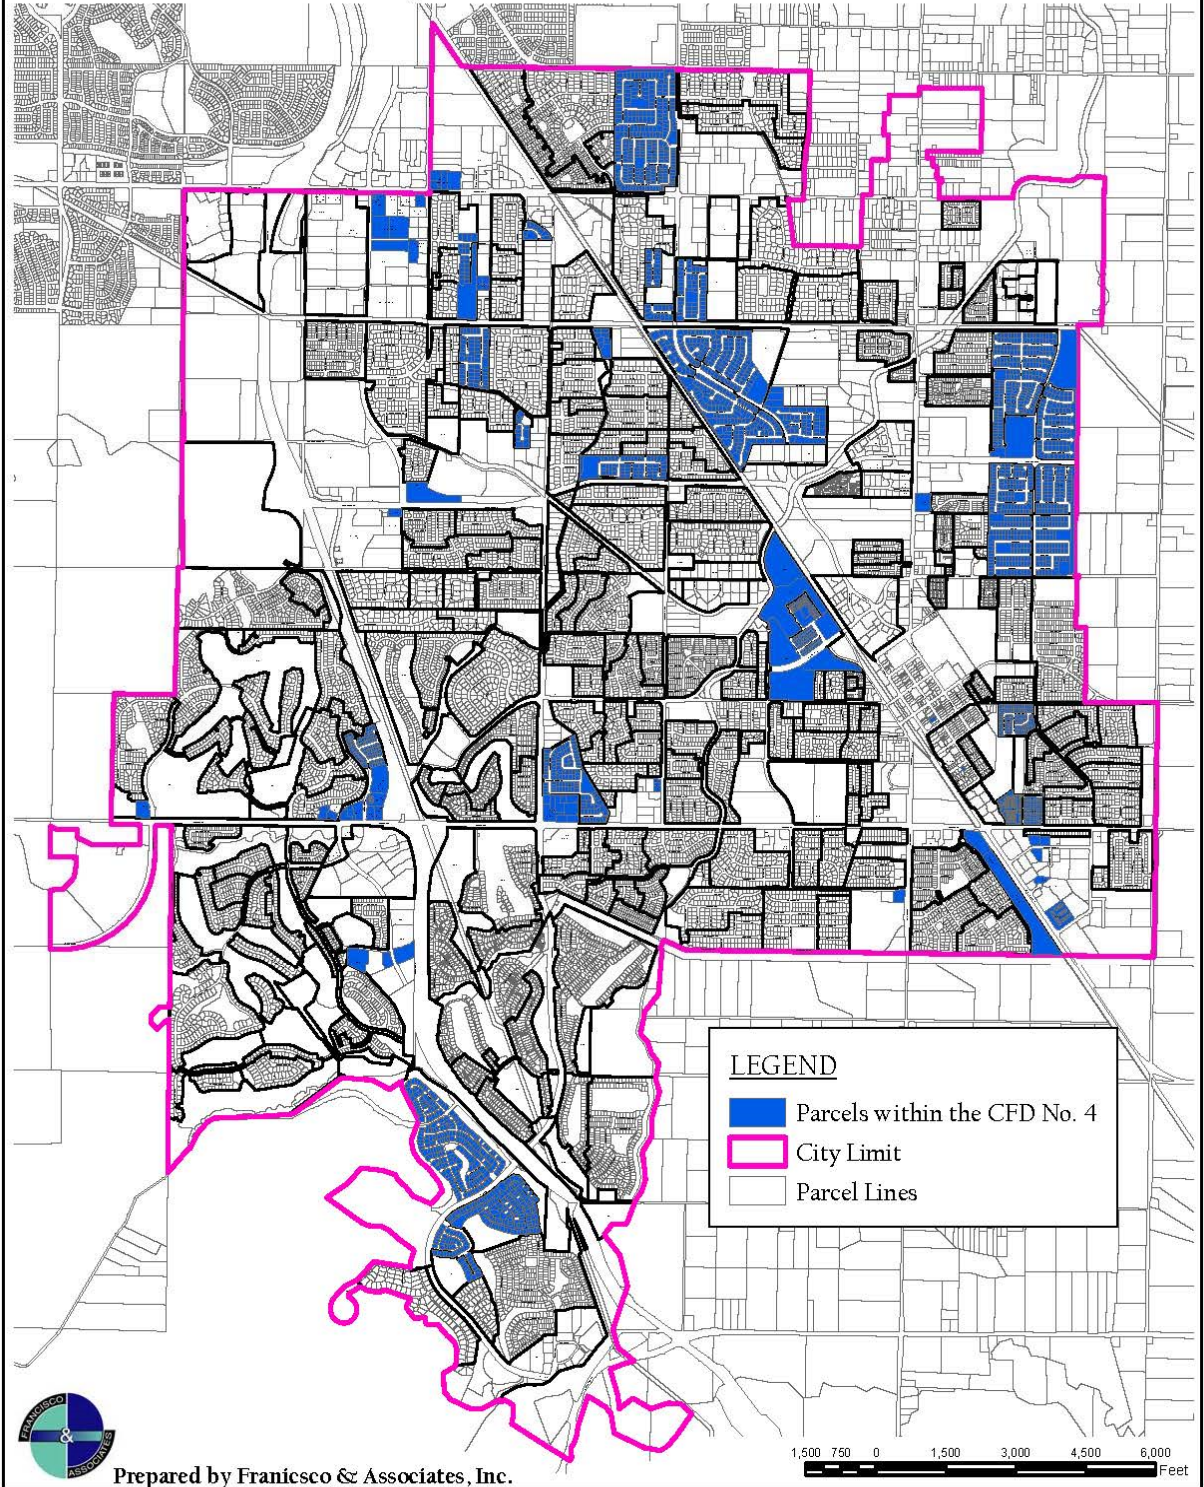 LEGEND
Parcels within the CFD No. 4
City Limit
Parcel Lines
FRANCISCO
&
ASSOCIATES
Prepared by Franicsco & Associates, Inc.
1,500 750 0 1,500 3,000 4,500 6,000
Feet